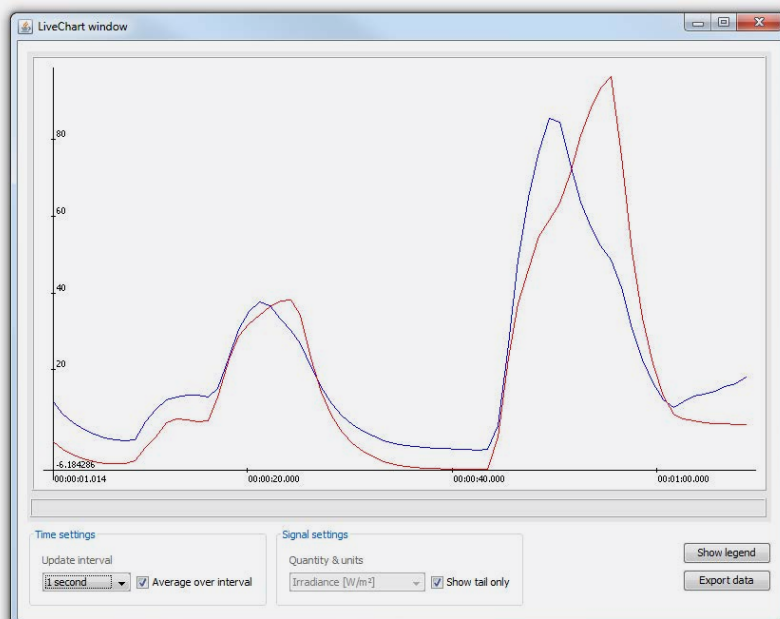 LiveChart window
80
60
40
20
-6.184286
00:00:01.014 00:00:20.000 00:00:40.000 00:01:00.000
Time settings
Signal settings
Update interval
Quantity & units
Show legend
1 second
Average over interval
Irradiance [W/m²]
Show tail only
Export data